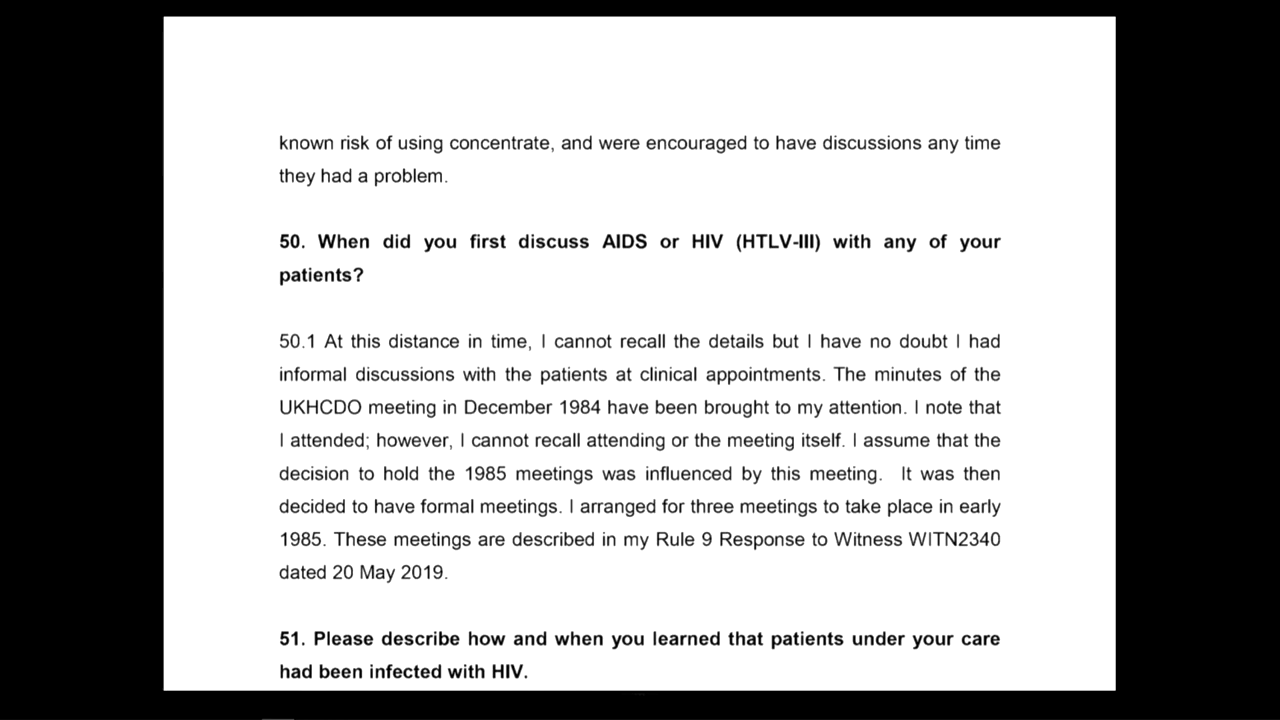 known risk of using concentrate, and were encouraged to have discussions any time
they had a problem.
50. When did you first discuss AIDS or HIV (HTLV-III) with any of your
patients?
50.1 At this distance in time, I cannot recall the details but I have no doubt I had
informal discussions with the patients at clinical appointments. The minutes of the
UKHCDO meeting in December 1984 have been brought to my attention. I note that
I attended; however, I cannot recall attending or the meeting itself. I assume that the
decision to hold the 1985 meetings was influenced by this meeting. It was then
decided to have formal meetings. I arranged for three meetings to take place in early
1985. These meetings are described in my Rule 9 Response to Witness WITN2340
dated 20 May 2019.
51. Please describe how and when you learned that patients under your care
had been infected with HIV.